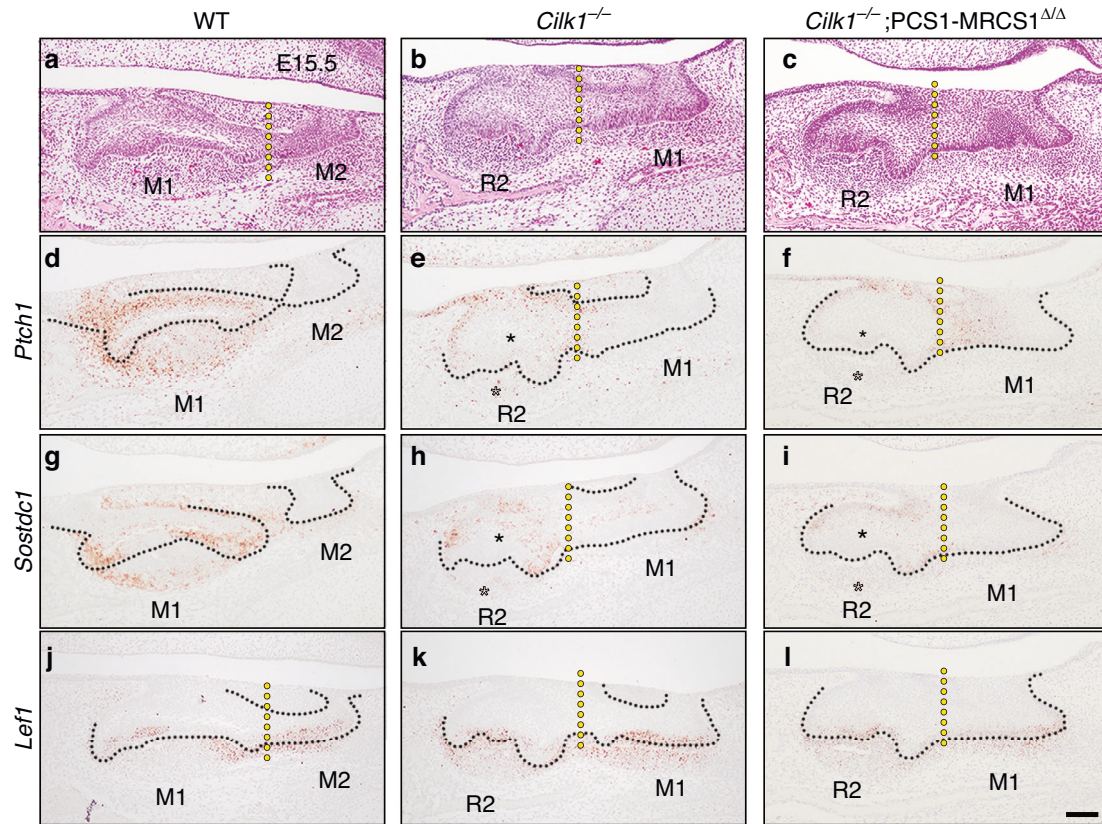 WT Cilk1–/– Cilk1–/–;PCS1-MRCS1Δ/Δ
a E15.5 M1 M2
b R2 M1
c R2 M1
Ptch1
d M1 M2
e * * R2 M1
f * * R2 M1
Sostdc1
g M1 M2
h * * R2 M1
i * * R2 M1
Lef1
j M1 M2
k R2 M1
l R2 M1